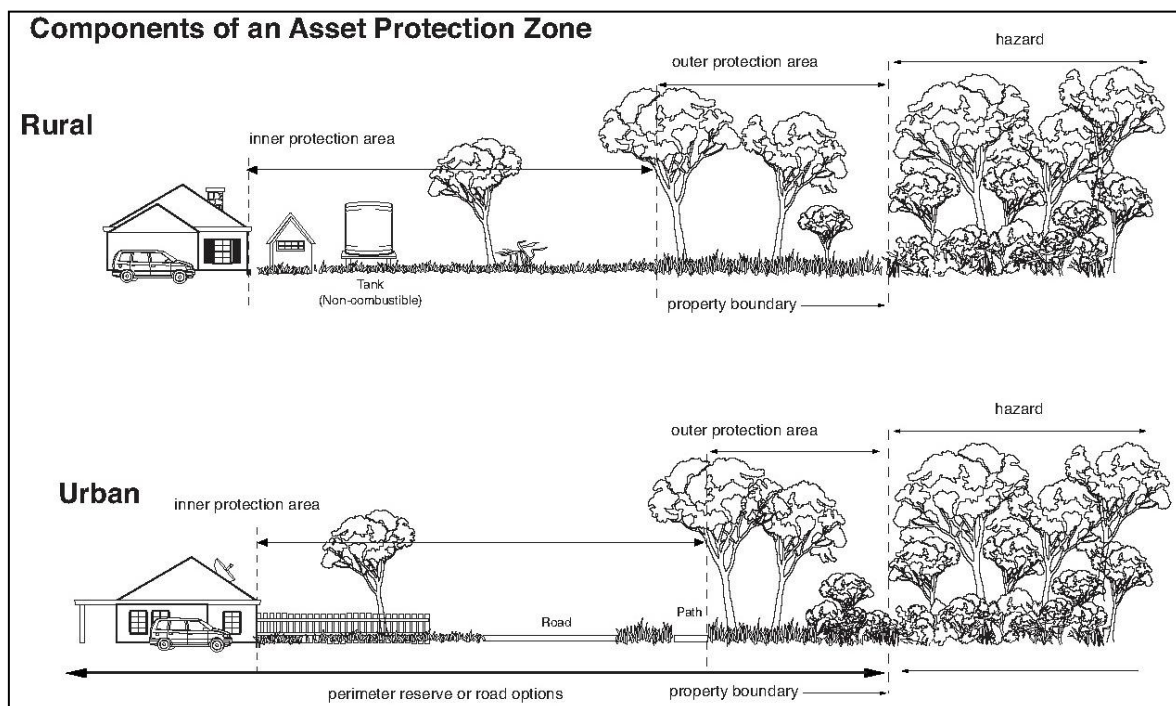 Components of an Asset Protection Zone
hazard
outer protection area
Rural
inner protection area
Tank
(Non-combustible)
property boundary
hazard
outer protection area
Urban
inner protection area
Path
Road
perimeter reserve or road options
property boundary